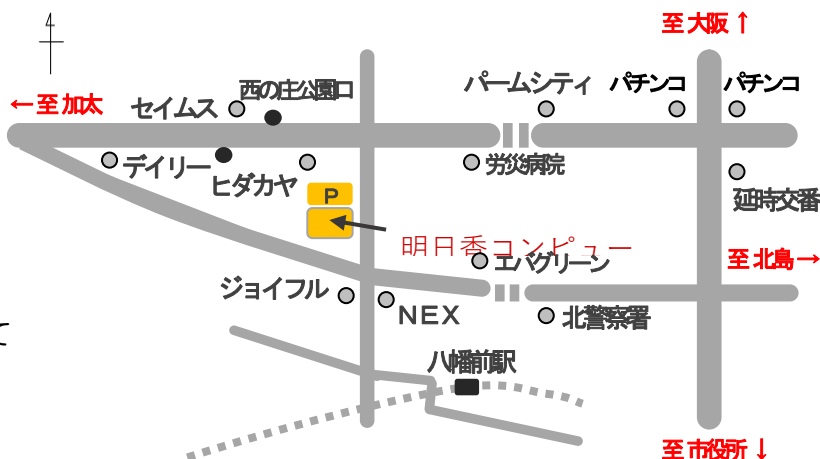 至 大阪 ↑
4
西の庄公園口
パームシティ
パチンコ
パチンコ
← 至 加太
セイムス
デイリー
ヒダカヤ
労災病院
P
延時交番
明日香コンピュー
エバグリーン
至 北島 →
ジョイフル
NEX
北警察署
て
八幡前駅
至 市役所 ↓